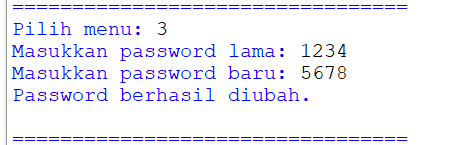 =================================
Pilih menu: 3
Masukkan password lama: 1234
Masukkan password baru: 5678
Password berhasil diubah.
=================================